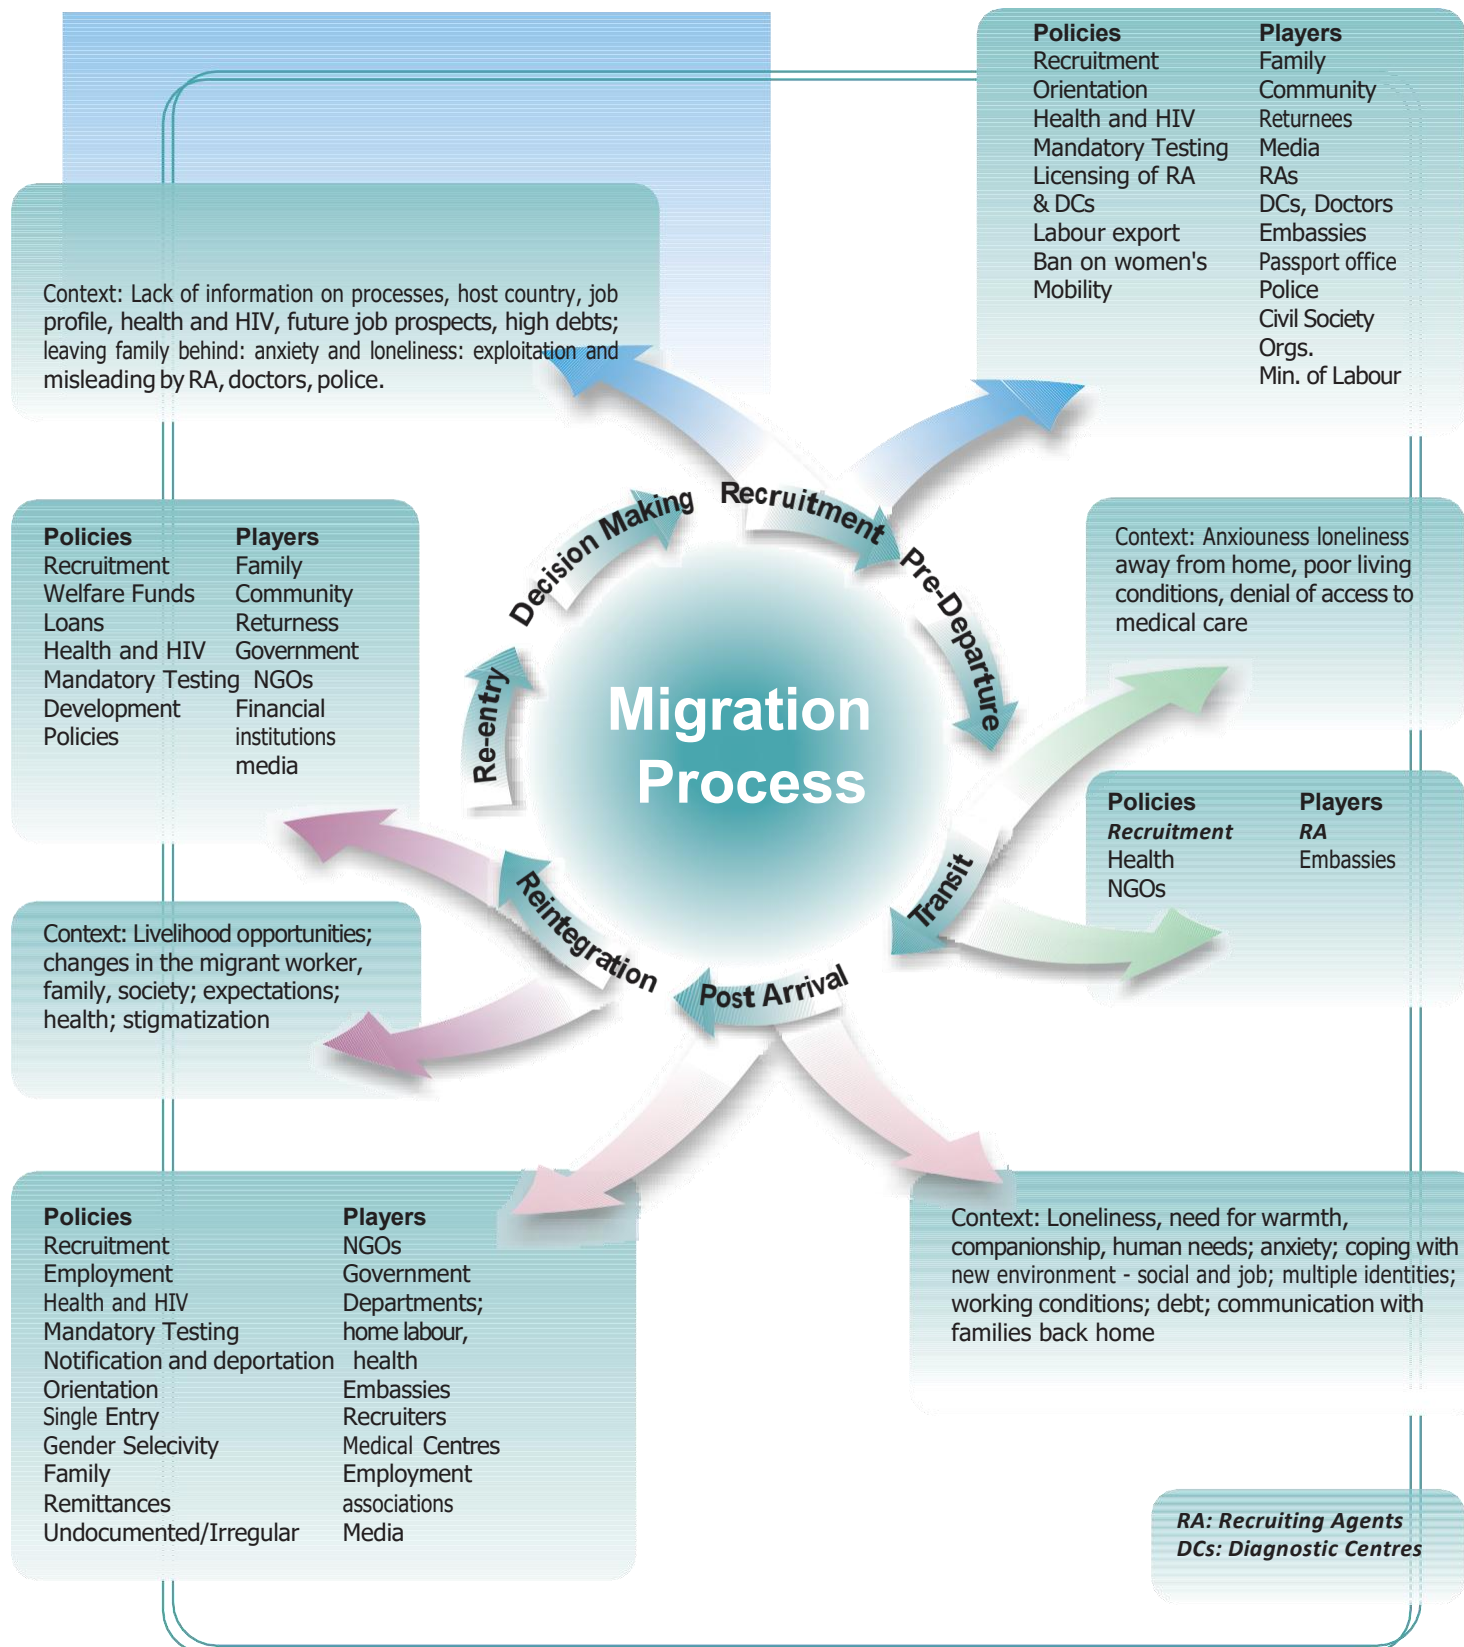 Policies Players
Recruitment Family
Orientation Community
Health and HIV Returnees
Mandatory Testing Media
Licensing of RA RAs
& DCs DCs, Doctors
Labour export Embassies
Ban on women's Passport office
Mobility Police
Civil Society
Orgs.
Min. of Labour
Context: Lack of information on processes, host country, job
profile, health and HIV, future job prospects, high debts;
leaving family behind: anxiety and loneliness: exploitation and
misleading by RA, doctors, police.
Decision Making
Recruitment
Pre-Departure
Transit
Post Arrival
Reintegration
Re-entry
Migration
Process
Policies Players
Recruitment Family
Welfare Funds Community
Loans Returness
Health and HIV Government
Mandatory Testing NGOs
Development Financial
Policies institutions
media
Context: Anxiouness loneliness
away from home, poor living
conditions, denial of access to
medical care
Policies Players
Recruitment RA
Health Embassies
NGOs
Context: Livelihood opportunities;
changes in the migrant worker,
family, society; expectations;
health; stigmatization
Policies Players
Recruitment NGOs
Employment Government
Health and HIV Departments;
Mandatory Testing home labour,
Notification and deportation health
Orientation Embassies
Single Entry Recruiters
Gender Selecivity Medical Centres
Family Employment
Remittances associations
Undocumented/Irregular Media
Context: Loneliness, need for warmth,
companionship, human needs; anxiety; coping with
new environment - social and job; multiple identities;
working conditions; debt; communication with
families back home
RA: Recruiting Agents
DCs: Diagnostic Centres